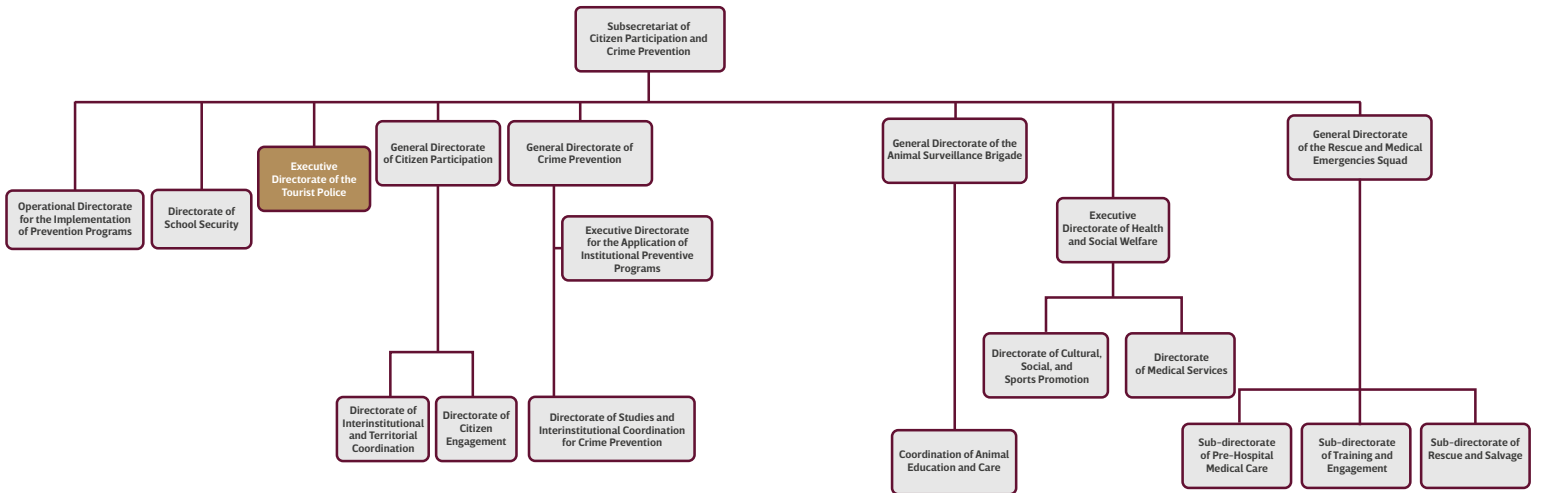 Subsecretariat of
Citizen Participation and
Crime Prevention
Operational Directorate
for the Implementation
of Prevention Programs
Directorate of
School Security
Executive
Directorate of the
Tourist Police
General Directorate
of Citizen Participation
General Directorate of
Crime Prevention
General Directorate of the
Animal Surveillance Brigade
Executive
Directorate of Health
and Social Welfare
General Directorate
of the Rescue and Medical
Emergencies Squad
Executive Directorate
for the Application of
Institutional Preventive
Programs
Directorate of Cultural,
Social, and
Sports Promotion
Directorate
of Medical Services
Directorate of
Interinstitutional
and Territorial
Coordination
Directorate of
Citizen
Engagement
Directorate of Studies and
Interinstitutional Coordination
for Crime Prevention
Coordination of Animal
Education and Care
Sub-directorate
of Pre-Hospital
Medical Care
Sub-directorate
of Training and
Engagement
Sub-directorate of
Rescue and Salvage